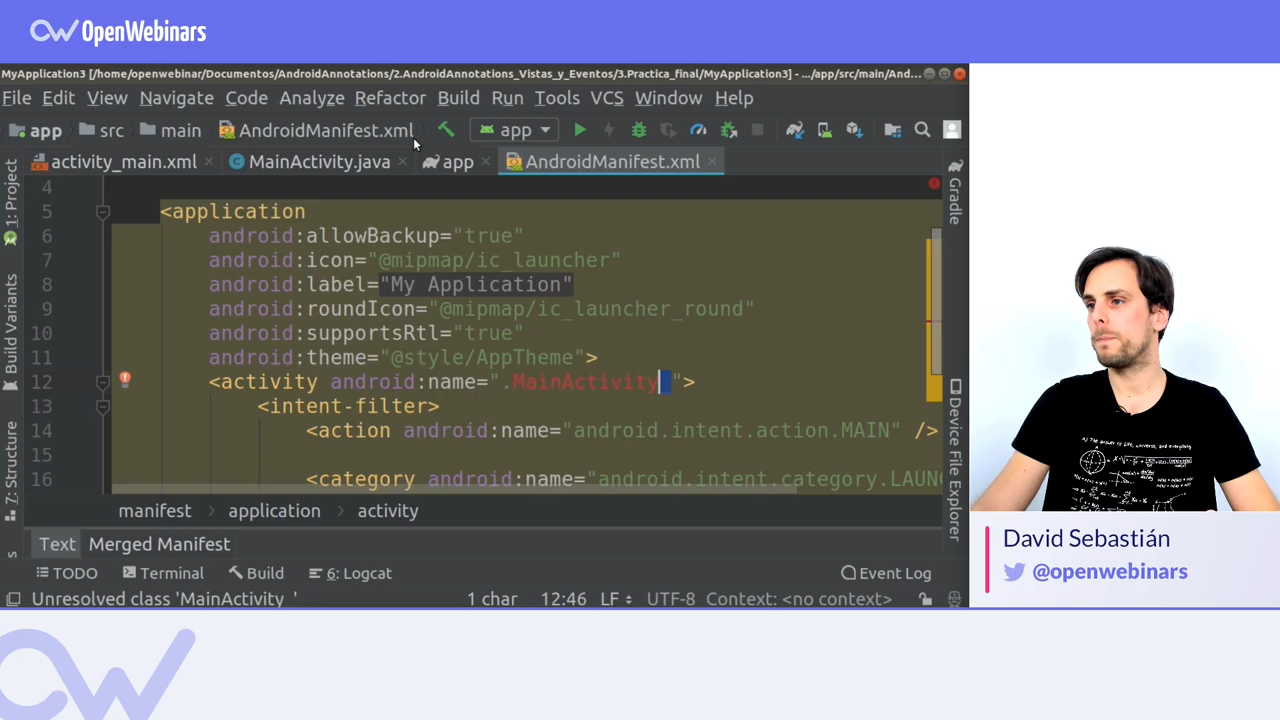 OpenWebinars
MyApplication3 [/home/openwebinar/Documentos/AndroidAnnotations/2.AndroidAnnotations_Vistas_y_Eventos/3.Practica_final/MyApplication3] - .../app/src/main/And...
File Edit View Navigate Code Analyze Refactor Build Run Tools VCS Window Help
app src main AndroidManifest.xml app
activity_main.xml MainActivity.java app AndroidManifest.xml
1: Project
Build Variants
7: Structure
4
5 <application
6 android:allowBackup="true"
7 android:icon="@mipmap/ic_launcher"
8 android:label="My Application"
9 android:roundIcon="@mipmap/ic_launcher_round"
10 android:supportsRtl="true"
11 android:theme="@style/AppTheme">
12 <activity android:name=".MainActivity ">
13 <intent-filter>
14 <action android:name="android.intent.action.MAIN" />
15
16 <category android:name="android.intent.category.LAUN
Gradle
Device File Explorer
manifest application activity
Text Merged Manifest
TODO Terminal Build 6: Logcat Event Log
Unresolved class 'MainActivity ' 1 char 12:46 LF UTF-8 Context: <no context>
David Sebastián
@openwebinars